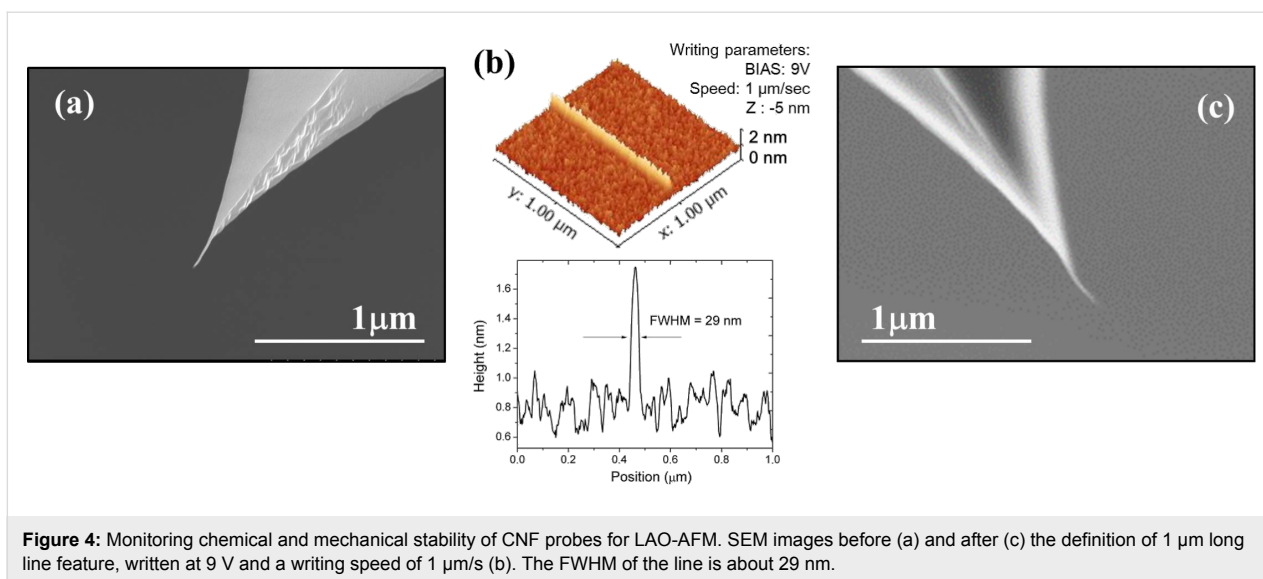 (a)
1μm
(b)
Writing parameters:
BIAS: 9V
Speed: 1 μm/sec
Z : -5 nm
2 nm
0 nm
y: 1.00 μm
x: 1.00 μm
1.6
1.4
1.2
1.0
0.8
0.6
Height (nm)
FWHM = 29 nm
0.0 0.2 0.4 0.6 0.8 1.0
Position (μm)
(c)
1μm
Figure 4: Monitoring chemical and mechanical stability of CNF probes for LAO-AFM. SEM images before (a) and after (c) the definition of 1 μm long
line feature, written at 9 V and a writing speed of 1 μm/s (b). The FWHM of the line is about 29 nm.